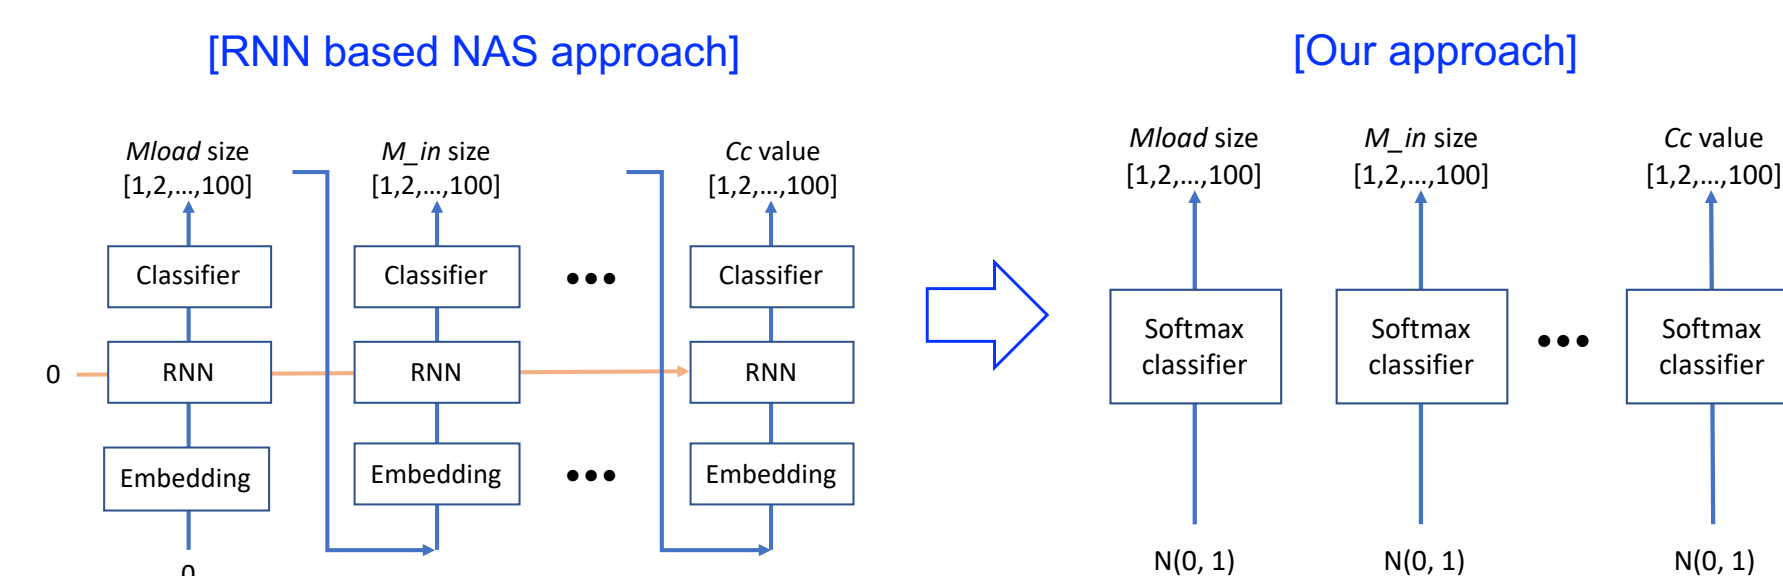 [RNN based NAS approach]
Mload size
[1,2,...,100]
M_in size
[1,2,...,100]
Cc value
[1,2,...,100]
Classifier
Classifier
•••
Classifier
0
RNN
RNN
RNN
Embedding
Embedding
•••
Embedding
0
[Our approach]
Mload size
[1,2,...,100]
M_in size
[1,2,...,100]
Cc value
[1,2,...,100]
Softmax
classifier
Softmax
classifier
•••
Softmax
classifier
N(0, 1)
N(0, 1)
N(0, 1)